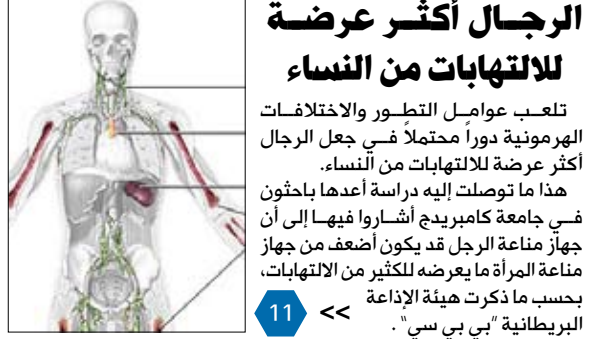 الرجال أكثر عرضة
للالتهابات من النساء
تلعب عوامل التطور والاختلافات
الهرمونية دوراً محتملاً في جعل الرجال
أكثر عرضة للالتهابات من النساء.
هذا ما توصلت إليه دراسة أعدها باحثون
في جامعة كامبريدج أشاروا فيها إلى أن
جهاز مناعة الرجل قد يكون أضعف من جهاز
مناعة المرأة ما يعرضه للكثير من الالتهابات،
بحسب ما ذكرت هيئة الإذاعة
البريطانية "بي بي سي" .
>> 11